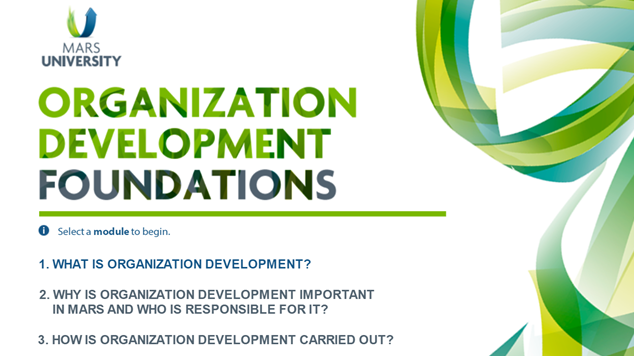 MARS
UNIVERSITY
ORGANIZATION
DEVELOPMENT
FOUNDATIONS
i Select a module to begin.
1. WHAT IS ORGANIZATION DEVELOPMENT?
2. WHY IS ORGANIZATION DEVELOPMENT IMPORTANT
IN MARS AND WHO IS RESPONSIBLE FOR IT?
3. HOW IS ORGANIZATION DEVELOPMENT CARRIED OUT?